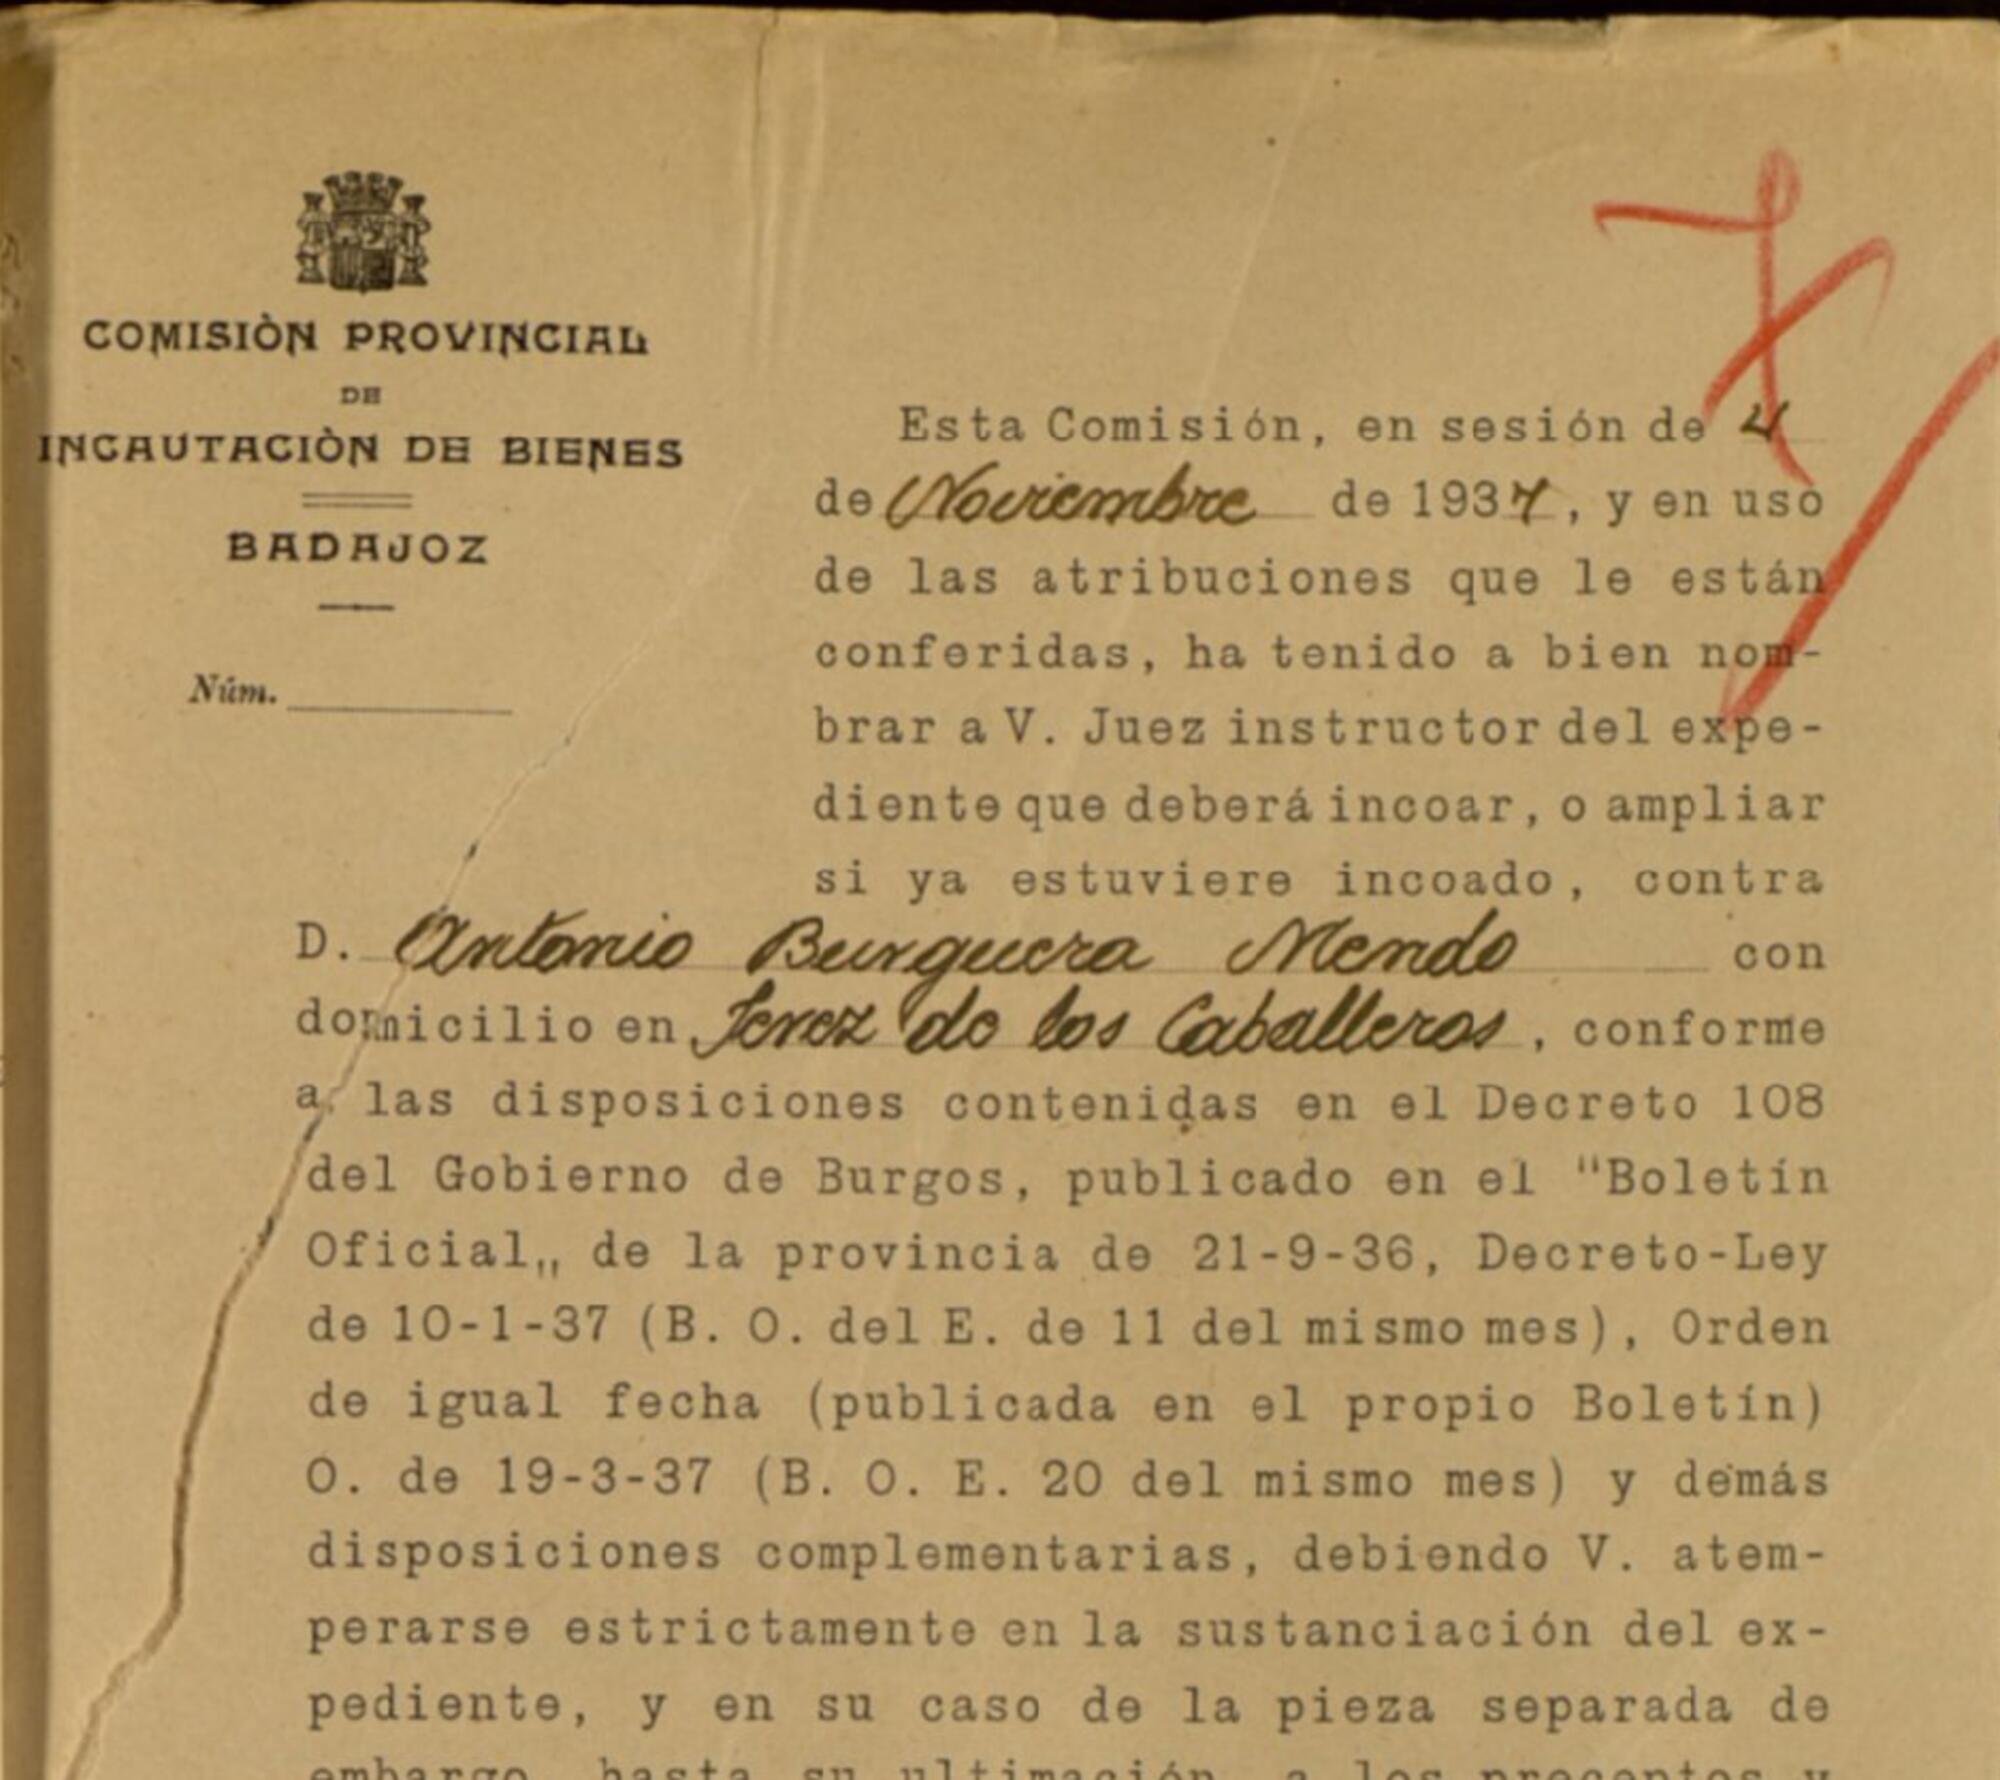 COMISIÒN PROVINCIAL
DE
INCAUTACIÒN DE BIENES
BADAJOZ
Núm.
Esta Comisión, en sesión de 4
de Noviembre de 1937, y en uso
de las atribuciones que le están
conferidas, ha tenido a bien nom-
brar a V. Juez instructor del expe-
diente que deberá incoar, o ampliar
si ya estuviere incoado, contra
D. Antonio Burguera Mendo con
domicilio en Jerez de los Caballeros, conforme
a las disposiciones contenidas en el Decreto 108
del Gobierno de Burgos, publicado en el "Boletín
Oficial„ de la provincia de 21-9-36, Decreto-Ley
de 10-1-37 (B. O. del E. de 11 del mismo mes), Orden
de igual fecha (publicada en el propio Boletín)
O. de 19-3-37 (B. O. E. 20 del mismo mes) y demás
disposiciones complementarias, debiendo V. atem-
perarse estrictamente en la sustanciación del ex-
pediente, y en su caso de la pieza separada de
embargo, hasta su ultimación, a los preceptos y